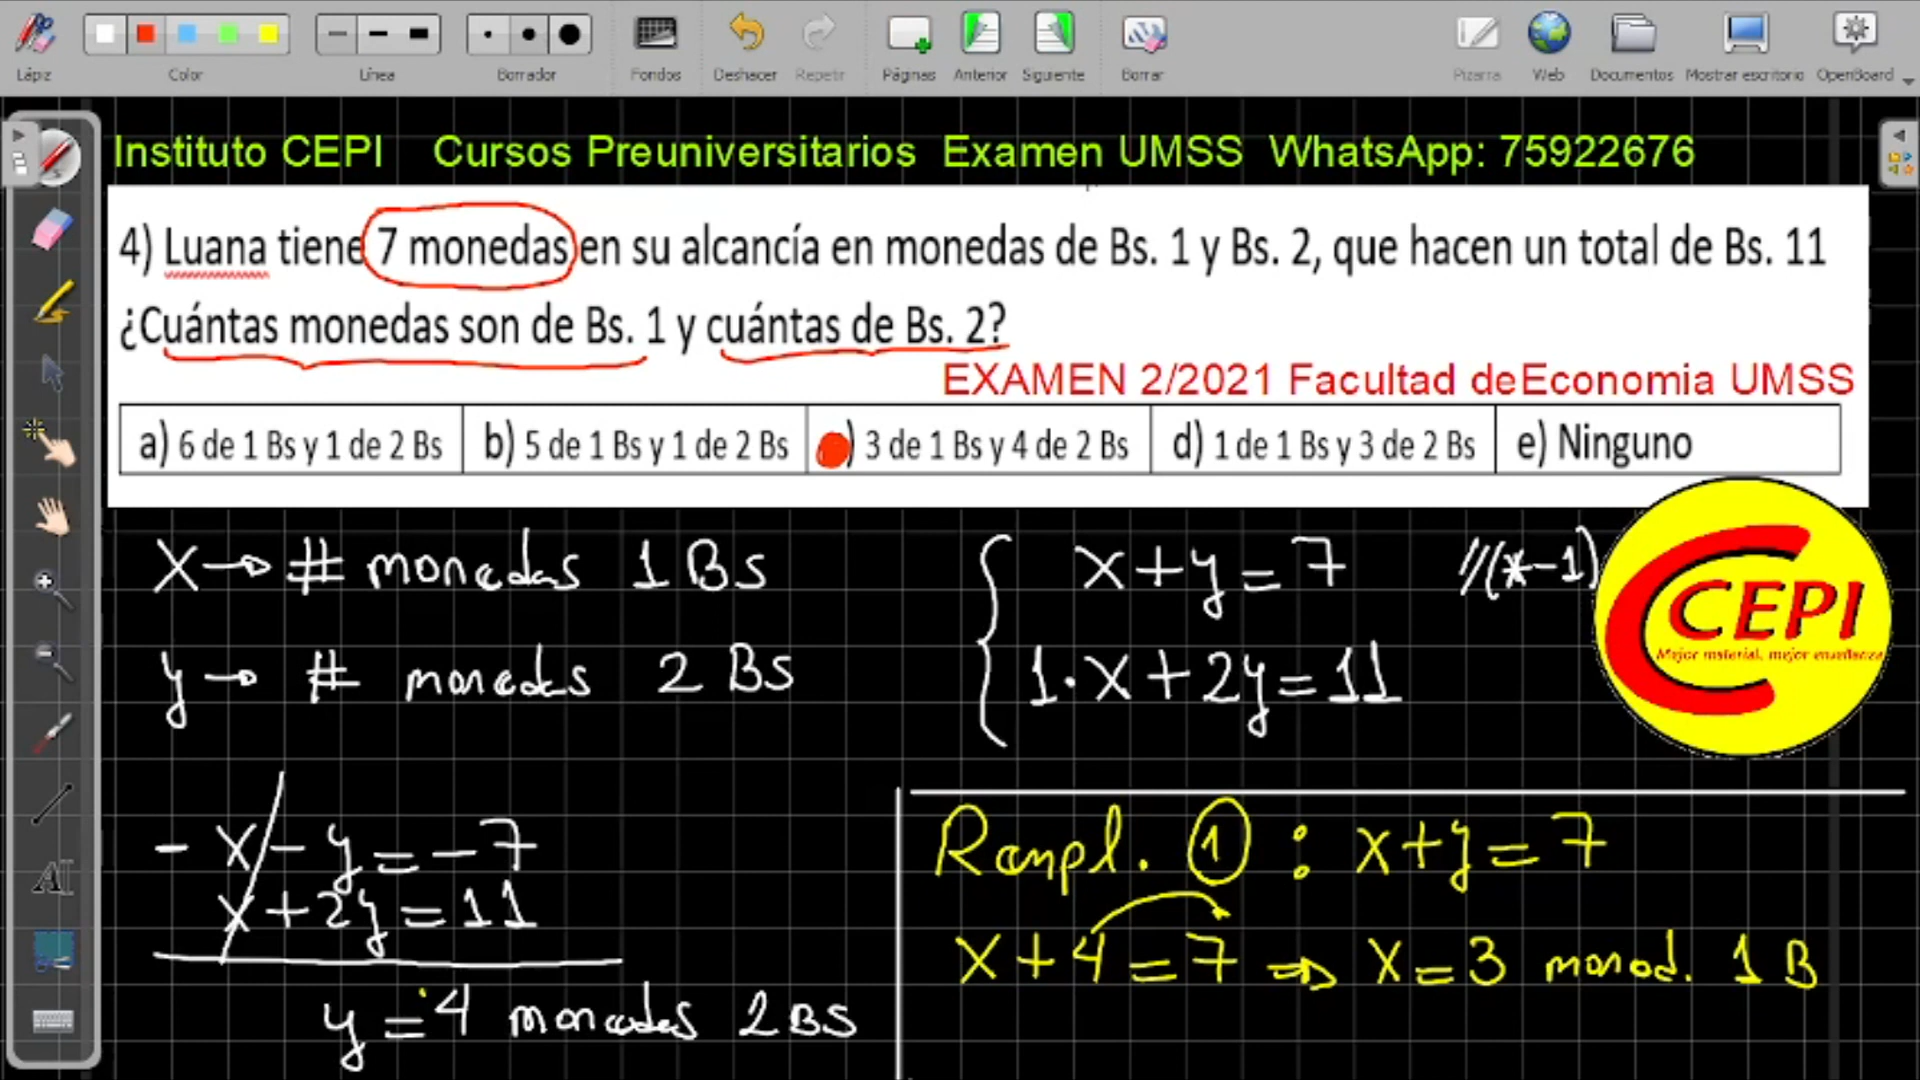 Lápiz Color Línea Borrador Fondos Deshacer Repetir Páginas Anterior Siguiente Borrar Pizarra Web Documentos Mostrar escritorio OpenBoard
Instituto CEPI Cursos Preuniversitarios Examen UMSS WhatsApp: 75922676
4) Luana tiene 7 monedas en su alcancía en monedas de Bs. 1 y Bs. 2, que hacen un total de Bs. 11
¿Cuántas monedas son de Bs. 1 y cuántas de Bs. 2?
EXAMEN 2/2021 Facultad deEconomia UMSS
a) 6 de 1 Bs y 1 de 2 Bs
b) 5 de 1 Bs y 1 de 2 Bs
) 3 de 1 Bs y 4 de 2 Bs
d) 1 de 1 Bs y 3 de 2 Bs
e) Ninguno
x → # monedas 1 Bs
y → # monedas 2 Bs
x+y=7 //(*-1)
1·x+2y=11
CEPI
Mejor material, mejor enseñanza
-x-y=-7
x+2y=11
y=4 monedas 2BS
Rempl. 1 : x+y=7
x+4=7 ⇒ x=3 moned. 1 B